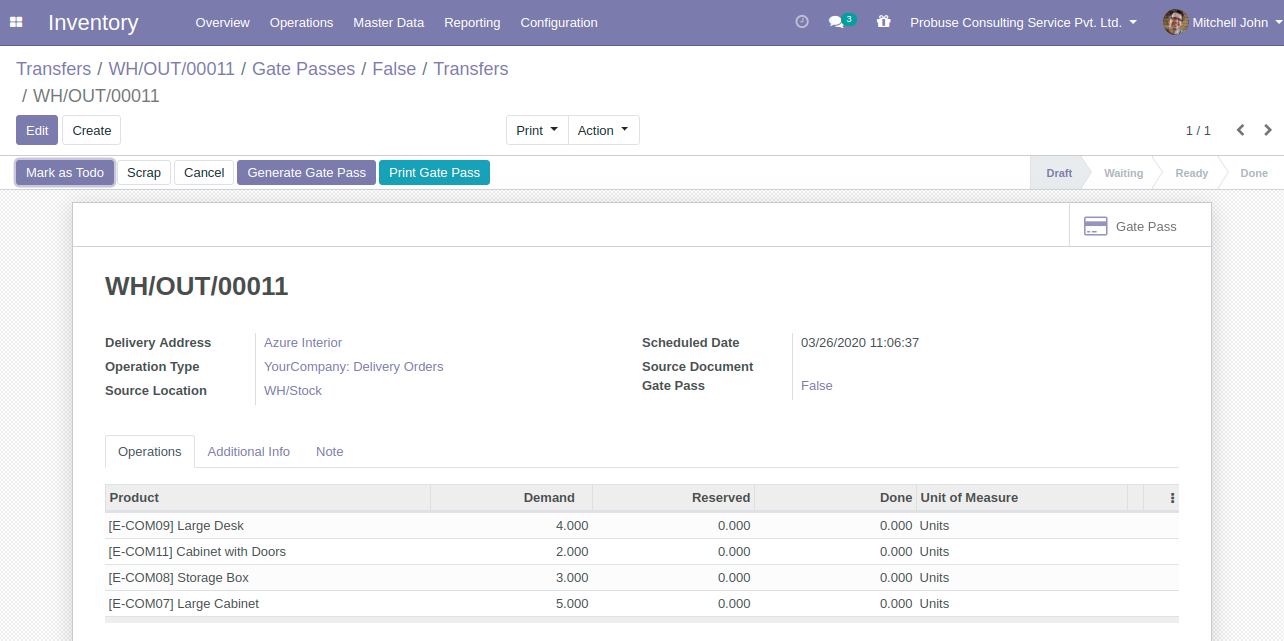 Inventory Overview Operations Master Data Reporting Configuration 3 Probuse Consulting Service Pvt. Ltd. Mitchell John
Transfers / WH/OUT/00011 / Gate Passes / False / Transfers
/ WH/OUT/00011
Edit Create Print Action 1 / 1
Mark as Todo Scrap Cancel Generate Gate Pass Print Gate Pass Draft Waiting Ready Done
Gate Pass
WH/OUT/00011
Delivery Address Azure Interior Scheduled Date 03/26/2020 11:06:37
Operation Type YourCompany: Delivery Orders Source Document
Source Location WH/Stock Gate Pass False
Operations Additional Info Note
Product Demand Reserved Done Unit of Measure
[E-COM09] Large Desk 4.000 0.000 0.000 Units
[E-COM11] Cabinet with Doors 2.000 0.000 0.000 Units
[E-COM08] Storage Box 3.000 0.000 0.000 Units
[E-COM07] Large Cabinet 5.000 0.000 0.000 Units